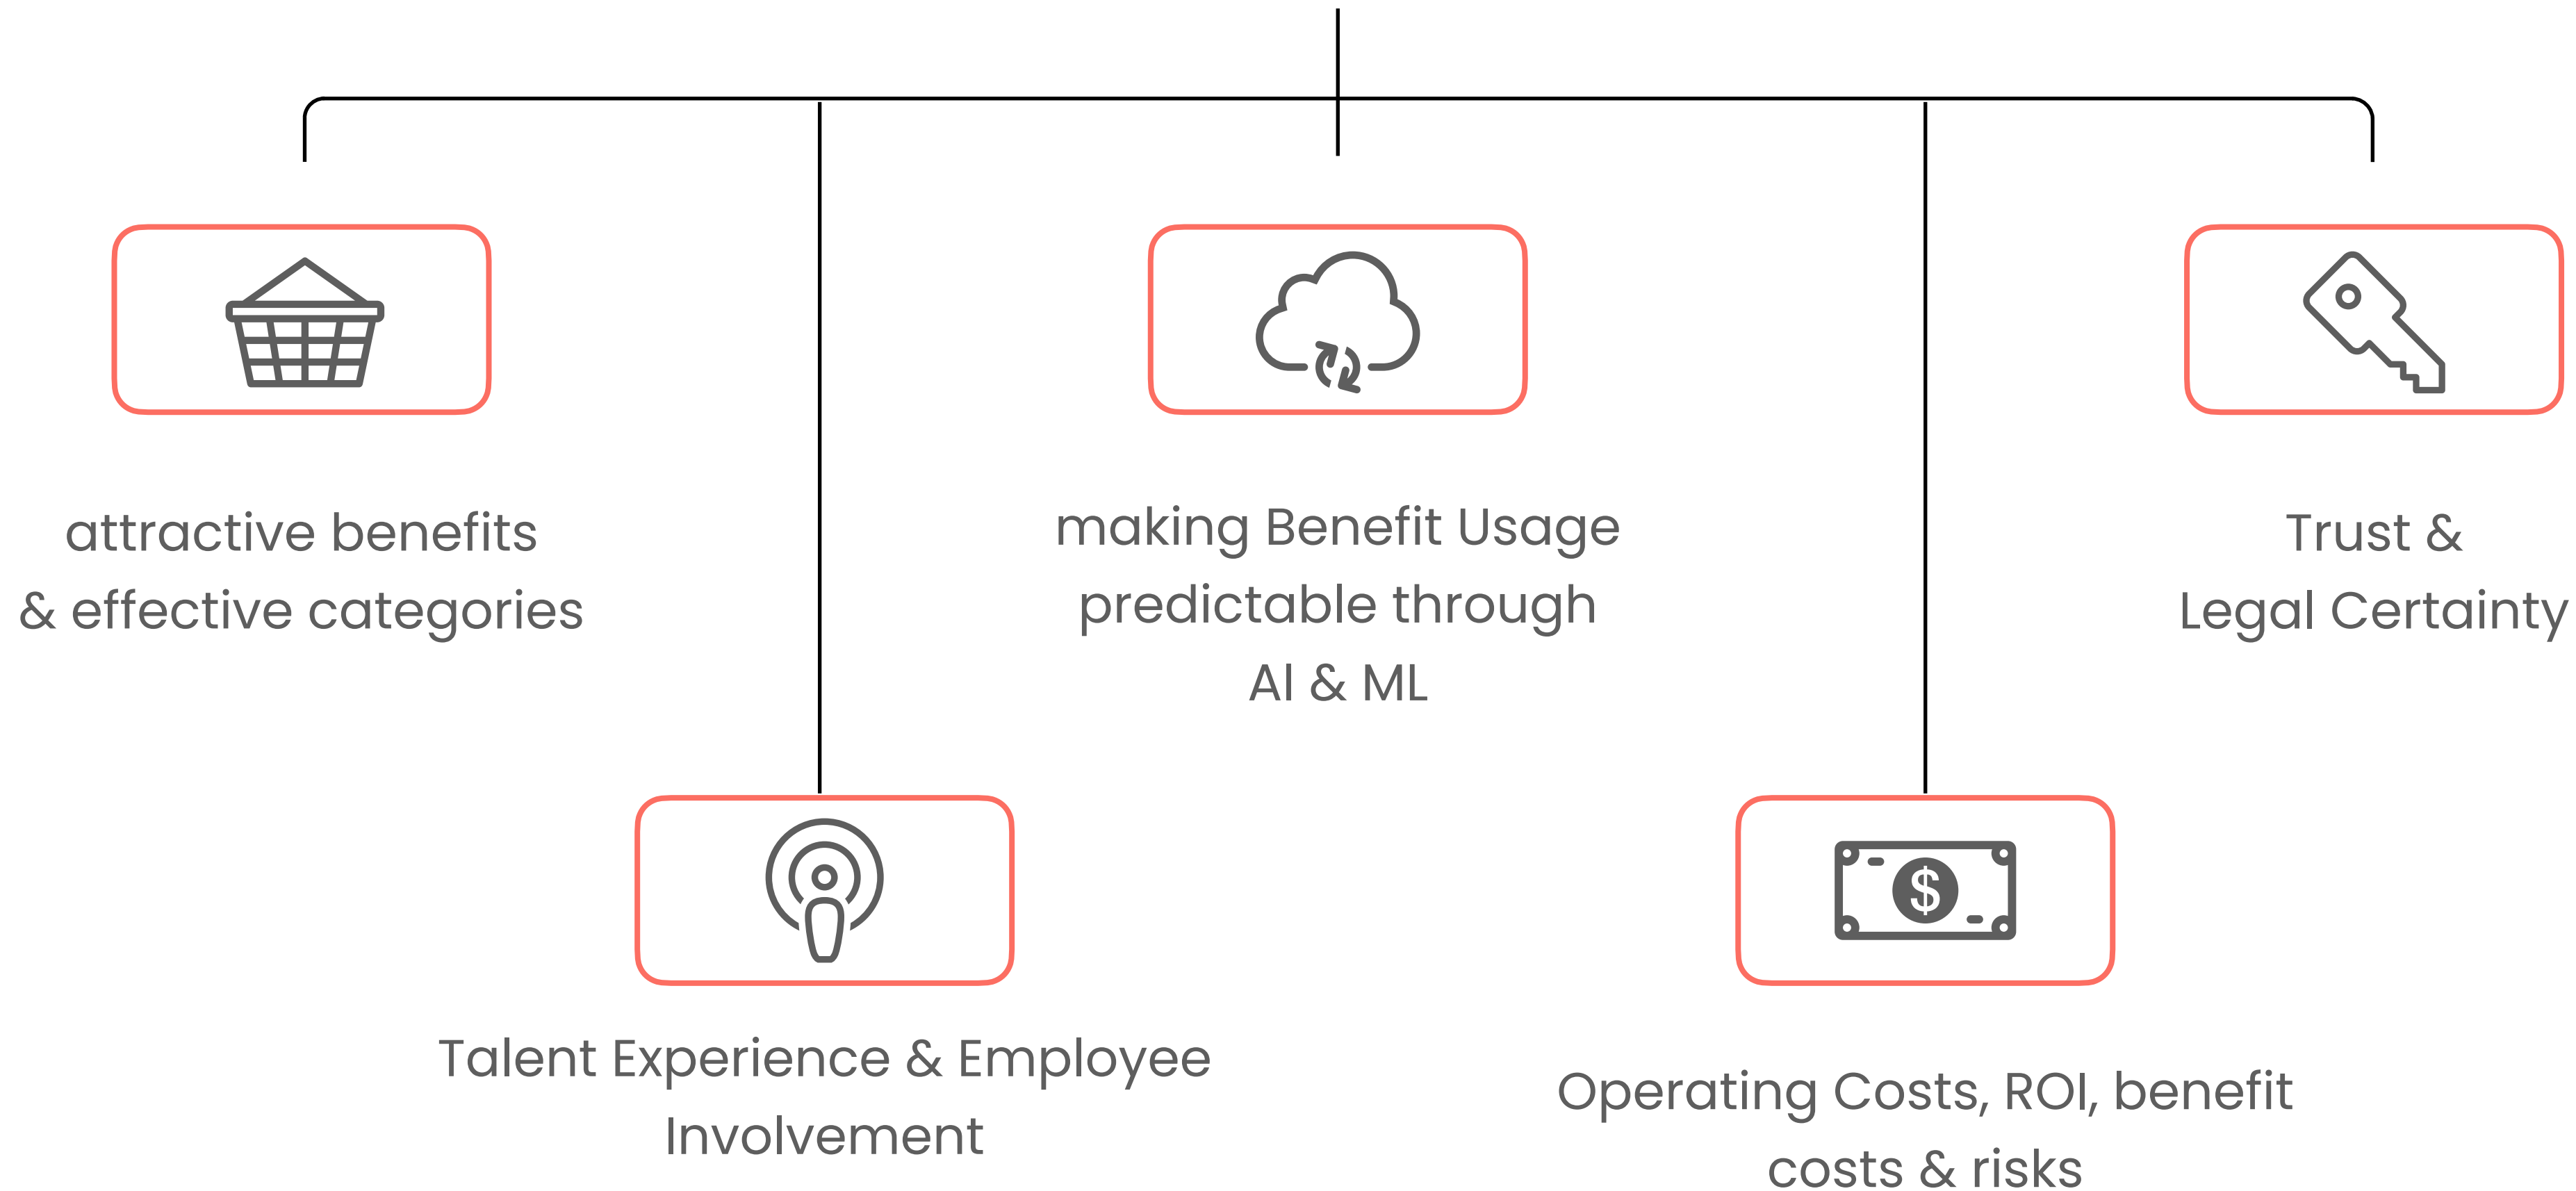 attractive benefits
& effective categories
making Benefit Usage
predictable through
AI & ML
Trust &
Legal Certainty
$
Talent Experience & Employee
Involvement
Operating Costs, ROI, benefit
costs & risks